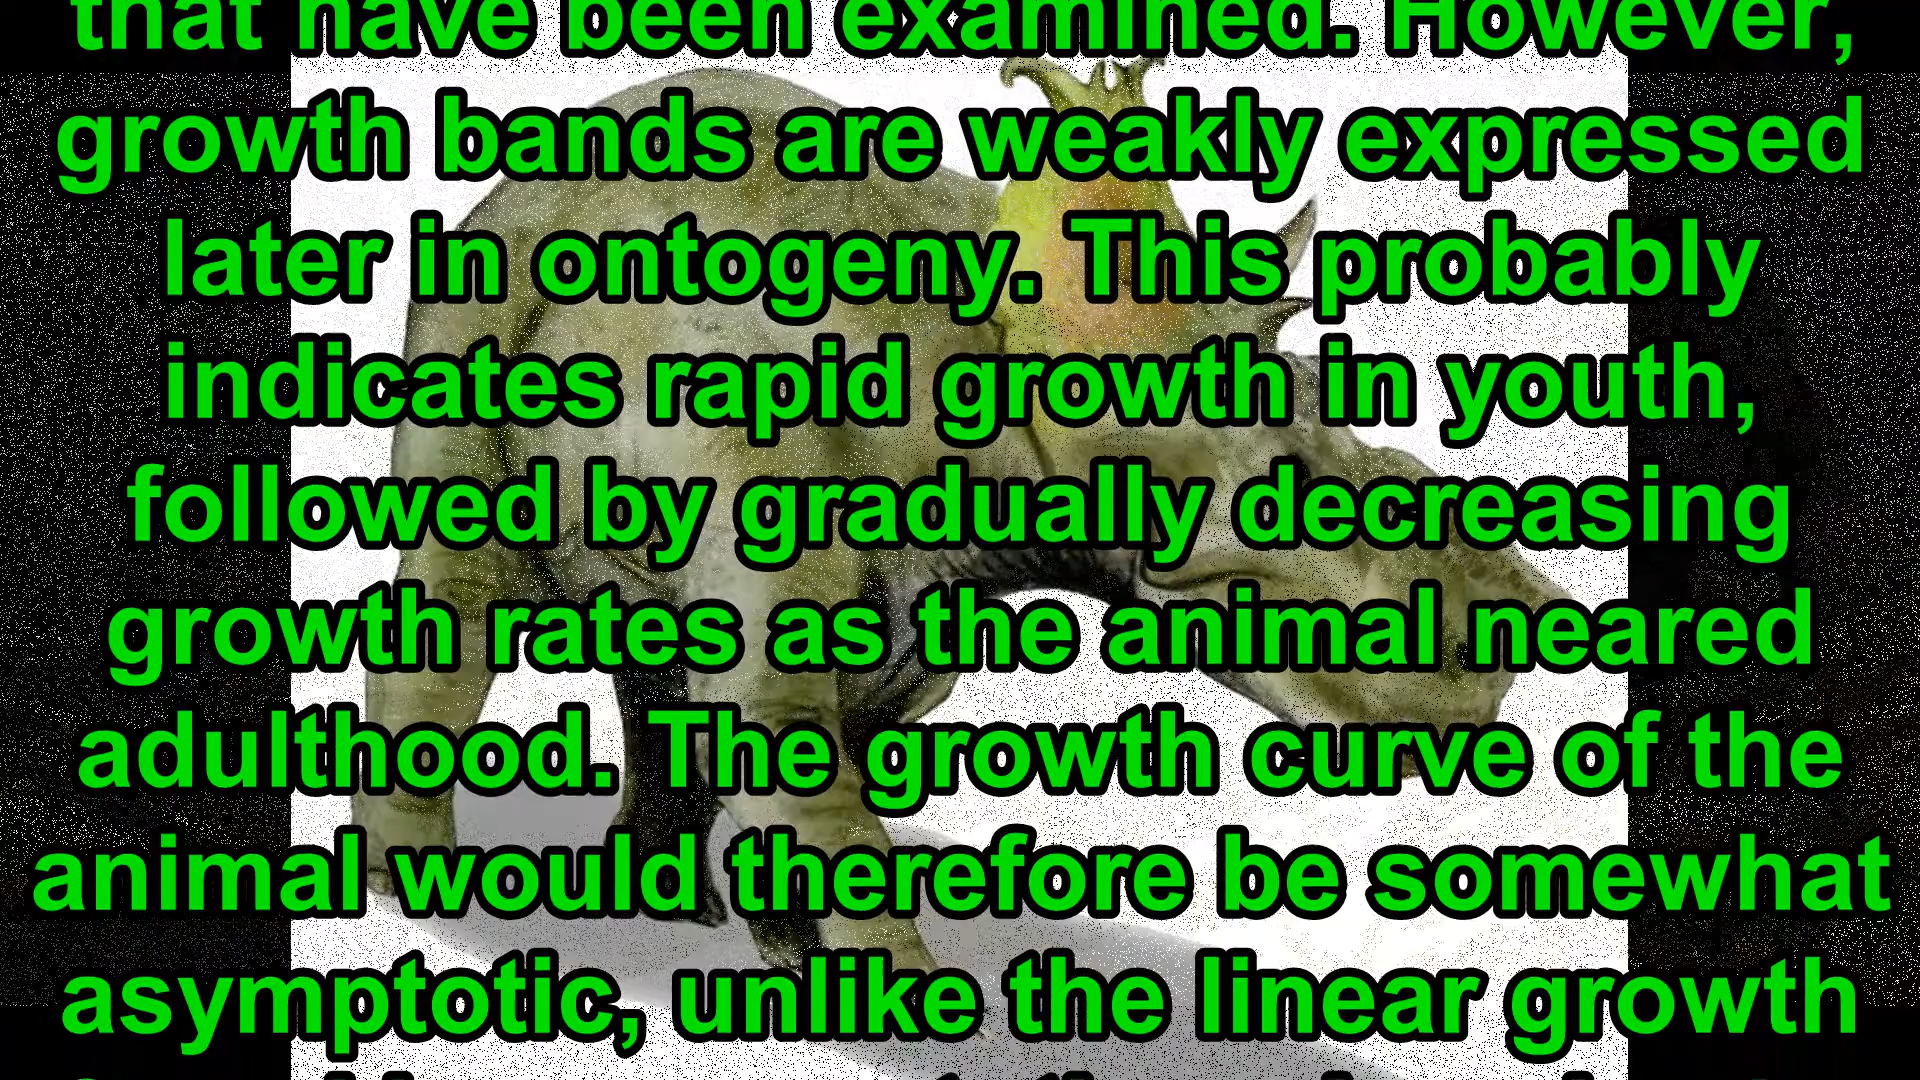 that have been examined. However,
growth bands are weakly expressed
later in ontogeny. This probably
indicates rapid growth in youth,
followed by gradually decreasing
growth rates as the animal neared
adulthood. The growth curve of the
animal would therefore be somewhat
asymptotic, unlike the linear growth